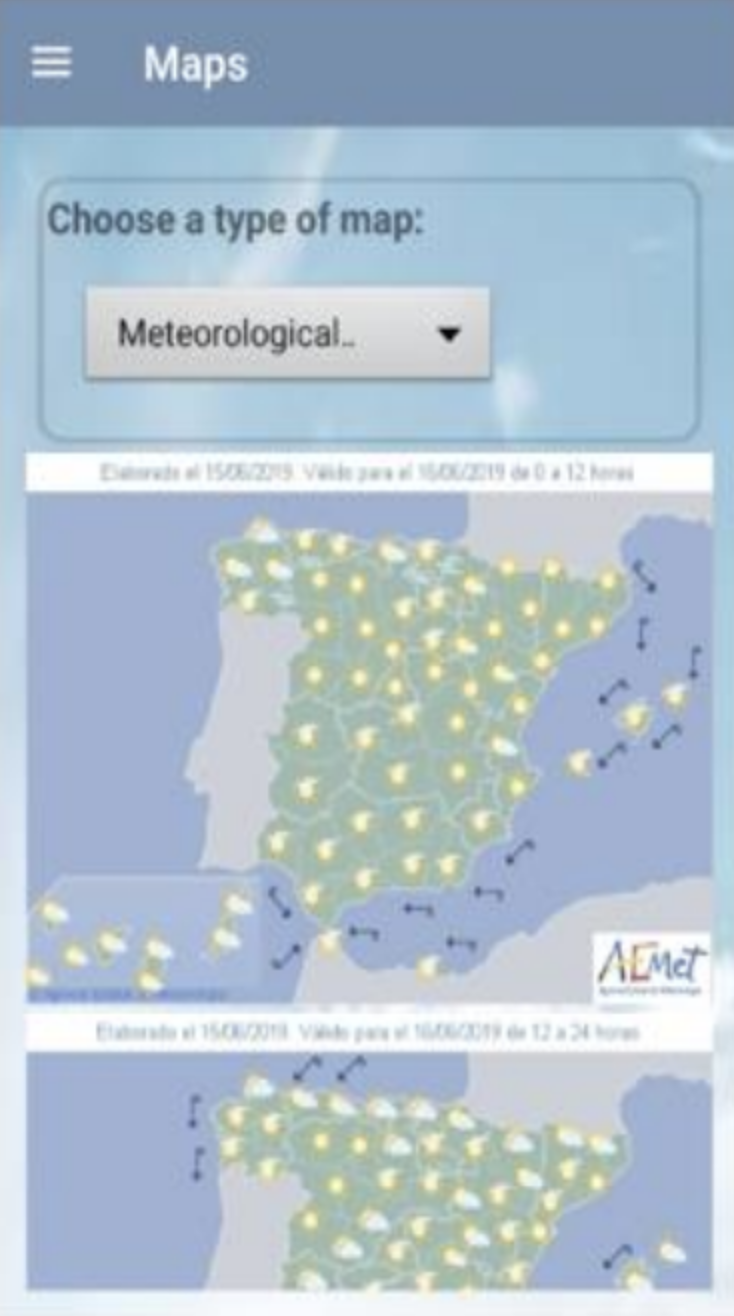 Maps
Choose a type of map:
Meteorological..
Elaborado el 15/06/2019 Válido para el 16/06/2019 de 0 a 12 horas
AEMet
Elaborado el 15/06/2019 Válido para el 16/06/2019 de 12 a 24 horas